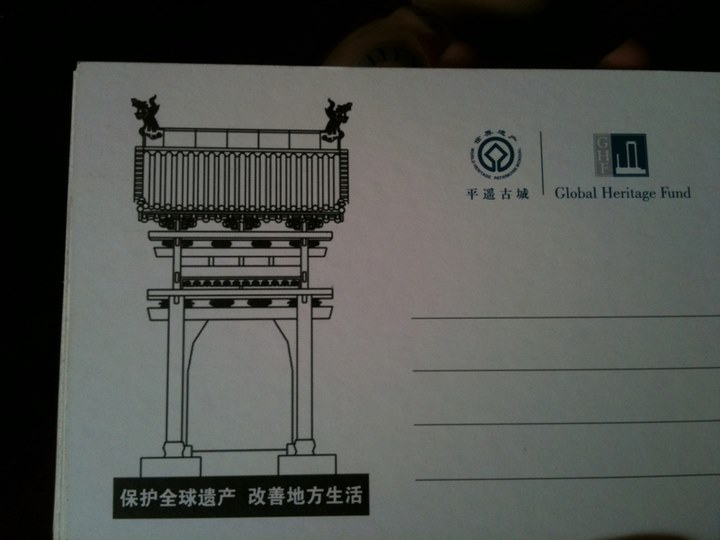 世界遗产
WORLD HERITAGE · PATRIMOINE MONDIAL
平遥古城
GHF
Global Heritage Fund
保护全球遗产 改善地方生活